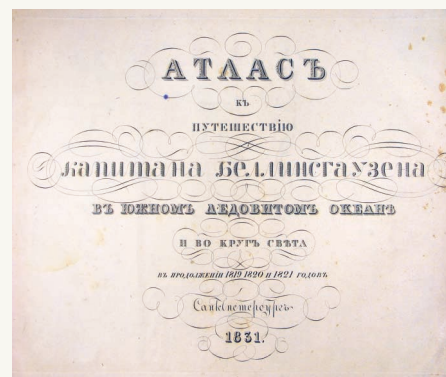 АТЛАСЪ
КЪ
ПУТЕШЕСТВІЮ
Капитана Беллинсгаузена
ВЪ ЮЖНОМЪ ЛЕДОВИТОМЪ ОКЕАНѢ
И ВО КРУГЪ СВѢТА
ВЪ ПРОДОЛЖЕНІИ 1819 1820 И 1821 ГОДОВЪ
Санктпетербургъ
1831.